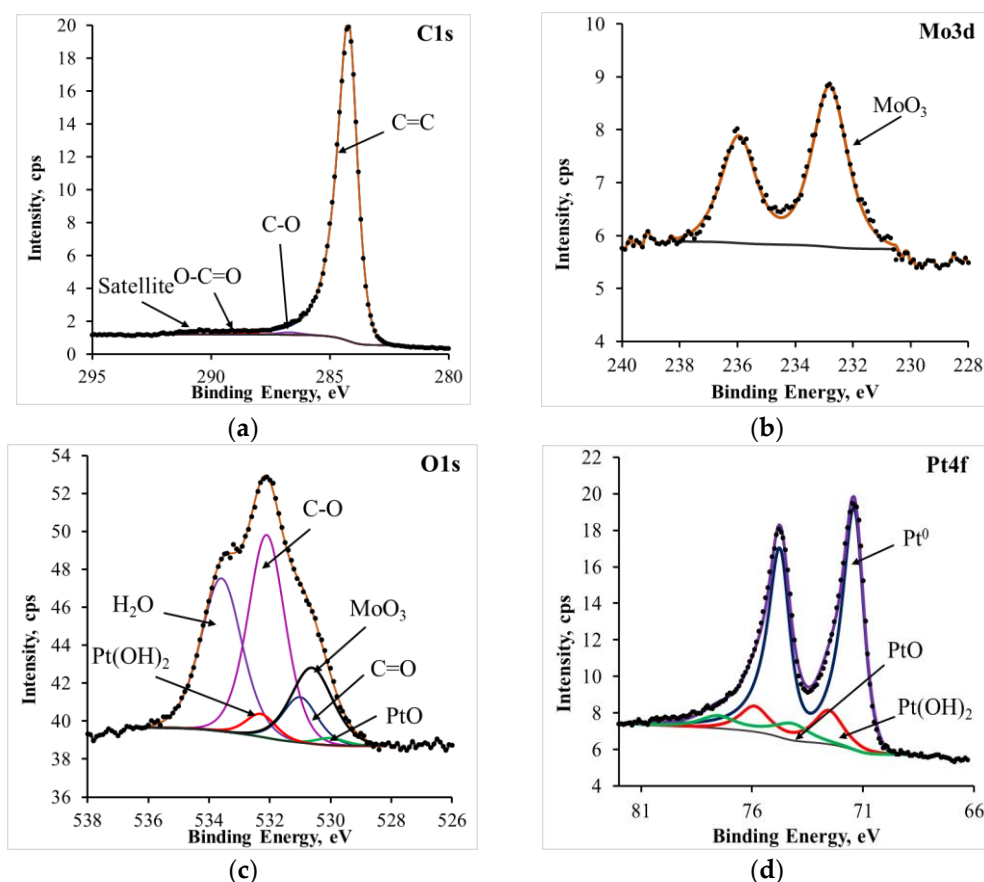 C1s
20
18
16
14
12
10
8
6
4
2
0
Intensity, cps
C=C
C-O
O-C=O
Satellite
295 290 285 280
Binding Energy, eV
(a)
Mo3d
10
9
8
7
6
5
4
Intensity, cps
MoO₃
240 238 236 234 232 230 228
Binding Energy, eV
(b)
O1s
54
52
50
48
46
44
42
40
38
36
Intensity, cps
C-O
H₂O
MoO₃
Pt(OH)₂
C=O
PtO
538 536 534 532 530 528 526
Binding Energy, eV
(c)
Pt4f
22
20
18
16
14
12
10
8
6
4
Intensity, cps
Pt⁰
PtO
Pt(OH)₂
81 76 71 66
Binding Energy, eV
(d)